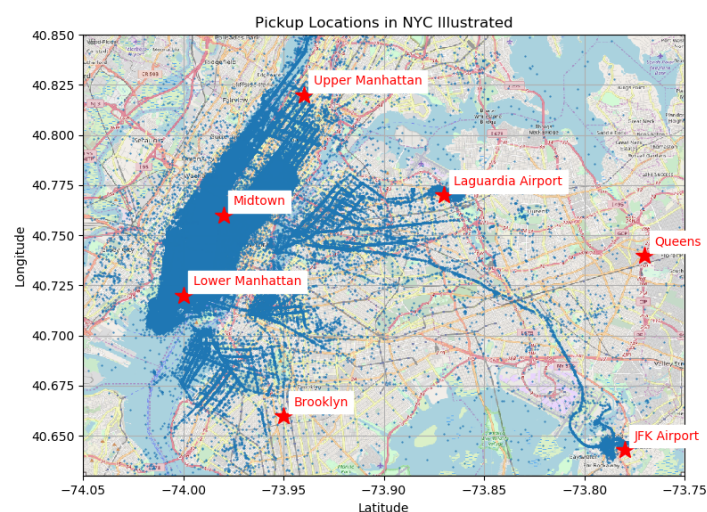 Pickup Locations in NYC Illustrated
40.850
40.825
40.800
40.775
40.750
40.725
40.700
40.675
40.650
Longitude
Upper Manhattan
Laguardia Airport
Midtown
Queens
Lower Manhattan
Brooklyn
JFK Airport
−74.05
−74.00
−73.95
−73.90
−73.85
−73.80
−73.75
Latitude